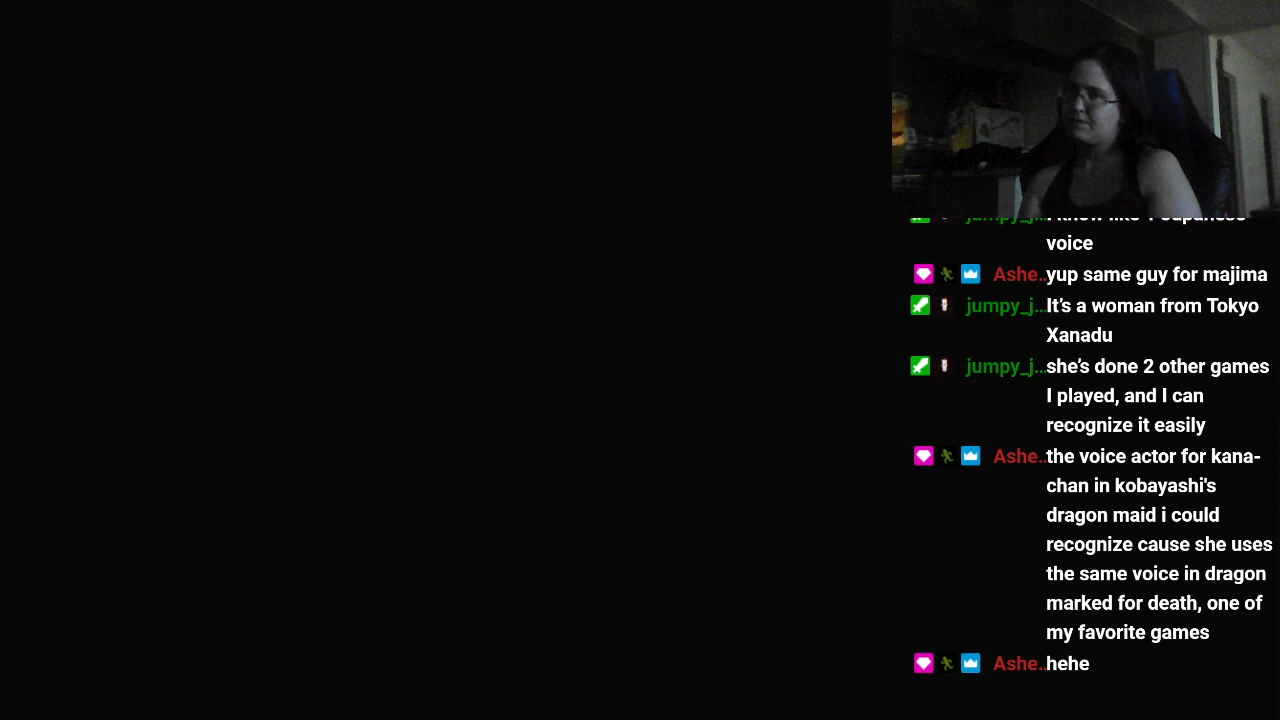 jumpy_j...
voice
Ashe..yup same guy for majima
jumpy_j...It's a woman from Tokyo
Xanadu
jumpy_j...she's done 2 other games
I played, and I can
recognize it easily
Ashe..the voice actor for kana-
chan in kobayashi's
dragon maid i could
recognize cause she uses
the same voice in dragon
marked for death, one of
my favorite games
Ashe..hehe